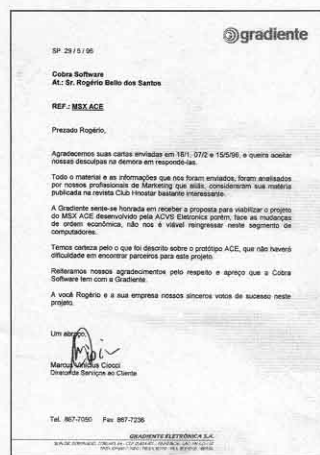 gradiente
SP 29 / 5 / 96
Cobra Software
At.: Sr. Rogério Bello dos Santos
REF.: MSX ACE
Prezado Rogério,
Agradecemos suas cartas enviadas em 18/1, 07/2 e 15/5/96, e queira aceitar
nossas desculpas na demora em respondê-las.
Todo o material e as informações que nos foram enviados, foram analisados
por nossos profissionais de Marketing que aliás, consideraram sua matéria
publicada na revista Club Hnostar bastante interessante.
A Gradiente sente-se honrada em receber a proposta para viabilizar o projeto
do MSX ACE desenvolvido pela ACVS Eletronica porém, face as mudanças
de ordem econômica, não nos é viável reingressar neste segmento de
computadores.
Temos certeza pelo o que foi descrito sobre o protótipo ACE, que não haverá
dificuldade em encontrar parceiros para este projeto.
Reiteramos nossos agradecimentos pelo respeito e apreço que a Cobra
Software tem com a Gradiente.
A você Rogério e a sua empresa nossos sinceros votos de sucesso neste
projeto.
Um abraço,
Marcus Vinicius Ciocci
Diretor de Serviços ao Cliente
Tel. 867-7050 Fax 867-7236
GRADIENTE ELETRÔNICA S.A.